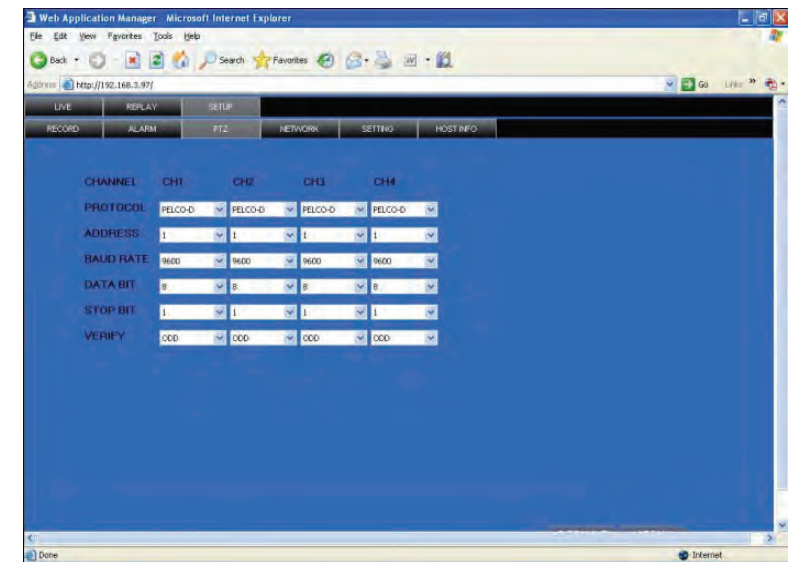 Web Application Manager Microsoft Internet Explorer
File Edit View Favorites Tools Help
Back Search Favorites
Address http://192.168.3.97/ Go Links »
LIVE REPLAY SETUP
RECORD ALARM PTZ NETWORK SETTING HOST INFO
CHANNEL CH1 CH2 CH3 CH4
PROTOCOL PELCO-D PELCO-D PELCO-D PELCO-D
ADDRESS 1 1 1 1
BAUD RATE 9600 9600 9600 9600
DATA BIT 8 8 8 8
STOP BIT 1 1 1 1
VERIFY ODD ODD ODD ODD
Done Internet